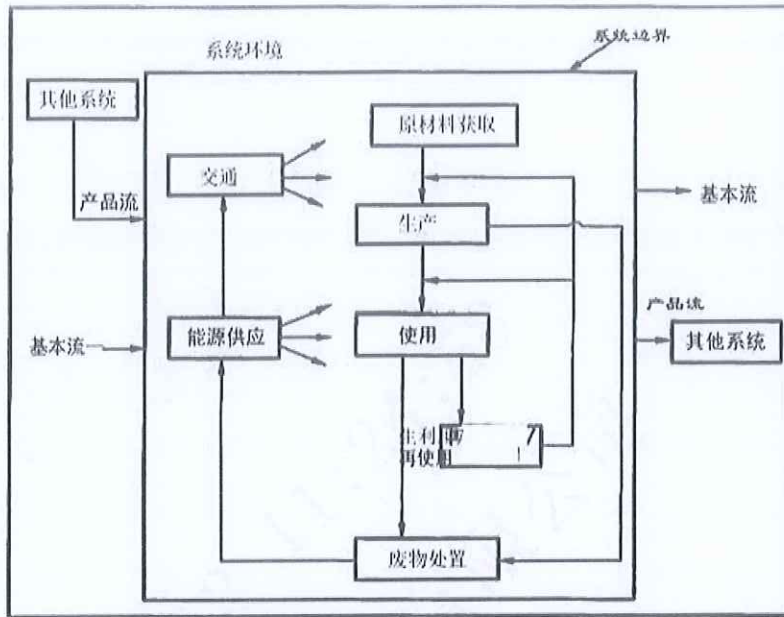 系统环境
系统边界
其他系统
原材料获取
交通
产品流
基本流
生产
产品流
能源供应
使用
基本流
其他系统
生利
再使用
废物处置